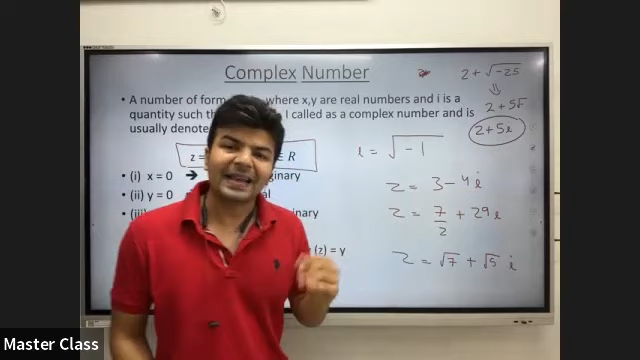 Complex Number
A number of form where x,y are real numbers and i is a
quantity such th I called as a complex number and is
usually denote
z = ∈ R
(i) x = 0 ➔ ginary
(ii) y = 0 al
(iii) ginary
(z) = y
2 + √-25
⇓
2 + 5√
2 + 5i
i = √-1
z = 3 - 4i
z = 7/2 + 29i
z = √7 + √5 i
Master Class